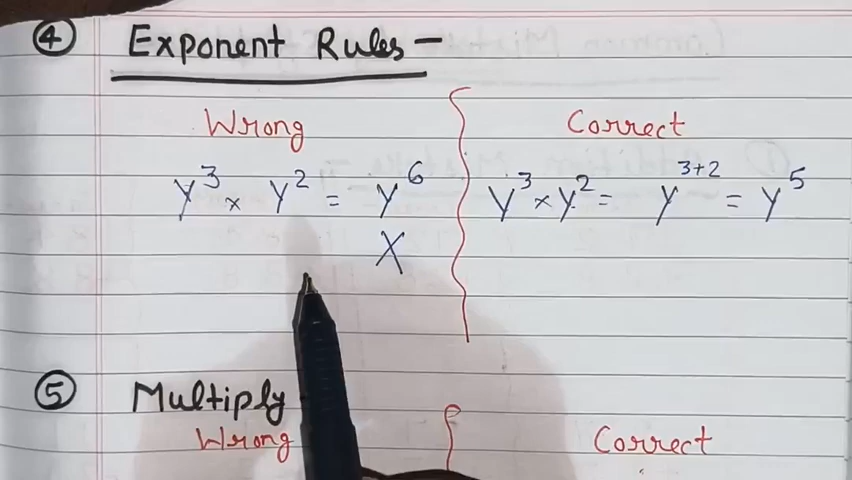 ④ Exponent Rules -
Wrong
Correct
y³ × y² = y⁶
X
y³ × y² = y³⁺² = y⁵
⑤ Multiply
Wrong
Correct